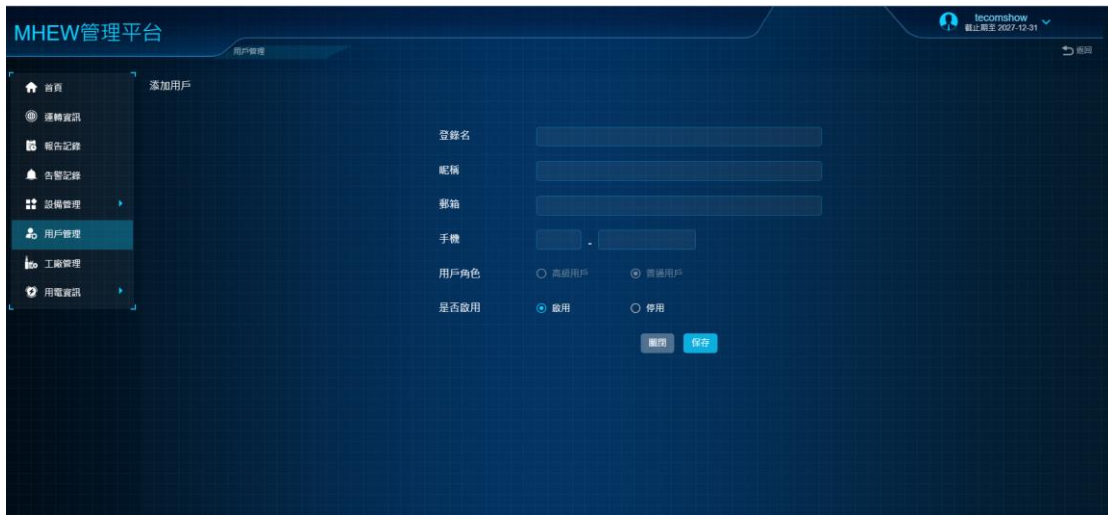 MHEW管理平台
tecomshow
截止期至 2027-12-31
用戶管理
返回
首頁
添加用戶
運轉資訊
報告記錄
告警記錄
設備管理
用戶管理
工廠管理
用電資訊
登錄名
昵稱
郵箱
手機
-
用戶角色
高級用戶
普通用戶
是否啟用
啟用
停用
關閉
保存